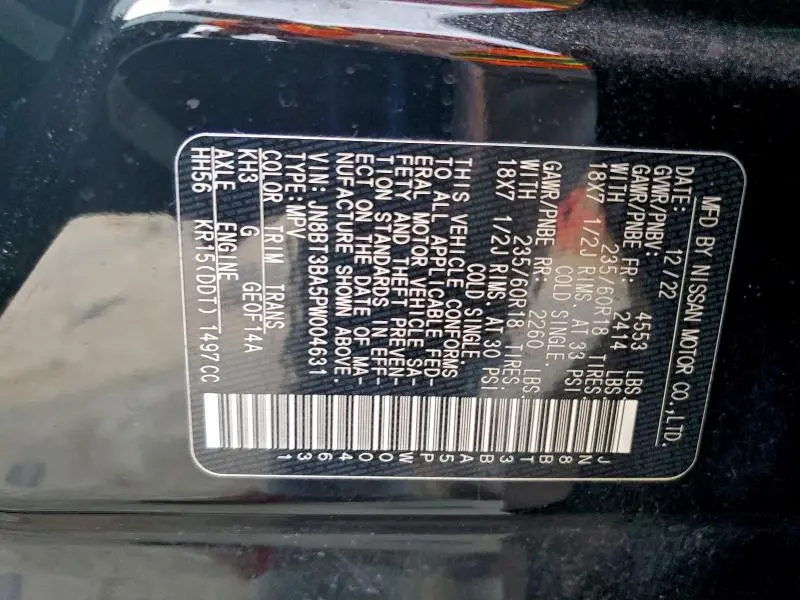 MFD BY NISSAN MOTOR CO.,LTD.
DATE: 12/22
GVWR/PNBV: 4553 LBS
GAWR/PNBE FR: 2414 LBS
WITH 235/60R18 TIRES,
18X7 1/2J RIMS, AT 33 PSI
COLD SINGLE.
GAWR/PNBE RR: 2260 LBS
WITH 235/60R18 TIRES,
18X7 1/2J RIMS, AT 30 PSI
COLD SINGLE.
THIS VEHICLE CONFORMS
TO ALL APPLICABLE FED-
ERAL MOTOR VEHICLE SA-
FETY AND THEFT PREVEN-
TION STANDARDS IN EFF-
ECT ON THE DATE OF MA-
NUFACTURE SHOWN ABOVE.
VIN:JN8BT3BA5PW004631
TYPE:MPV
COLOR TRIM TRANS
KH3 G GE0F14A
AXLE ENGINE
HH56 KR15(DDT)1497CC
JN8BT3BA5PW004631